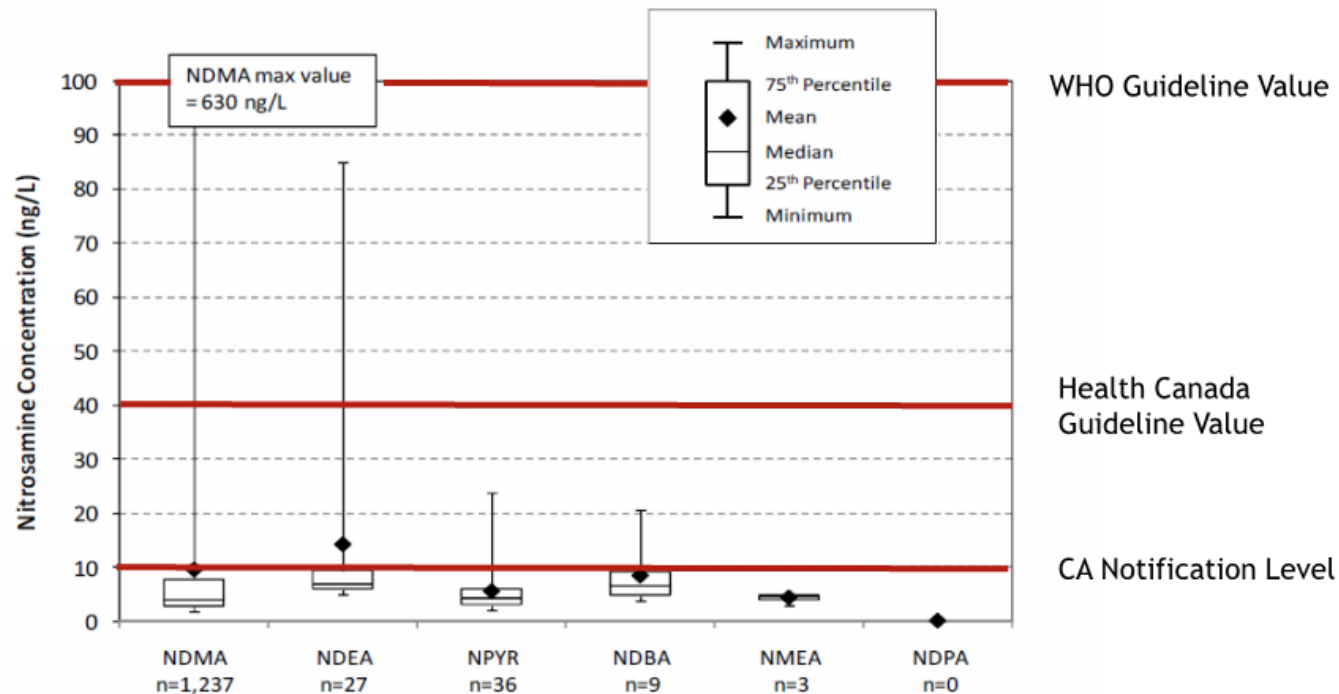 NDMA max value
= 630 ng/L
Maximum
75th Percentile
Mean
Median
25th Percentile
Minimum
WHO Guideline Value
Health Canada
Guideline Value
CA Notification Level
Nitrosamine Concentration (ng/L)
100
90
80
70
60
50
40
30
20
10
0
NDMA NDEA NPYR NDBA NMEA NDPA
n=1,237 n=27 n=36 n=9 n=3 n=0